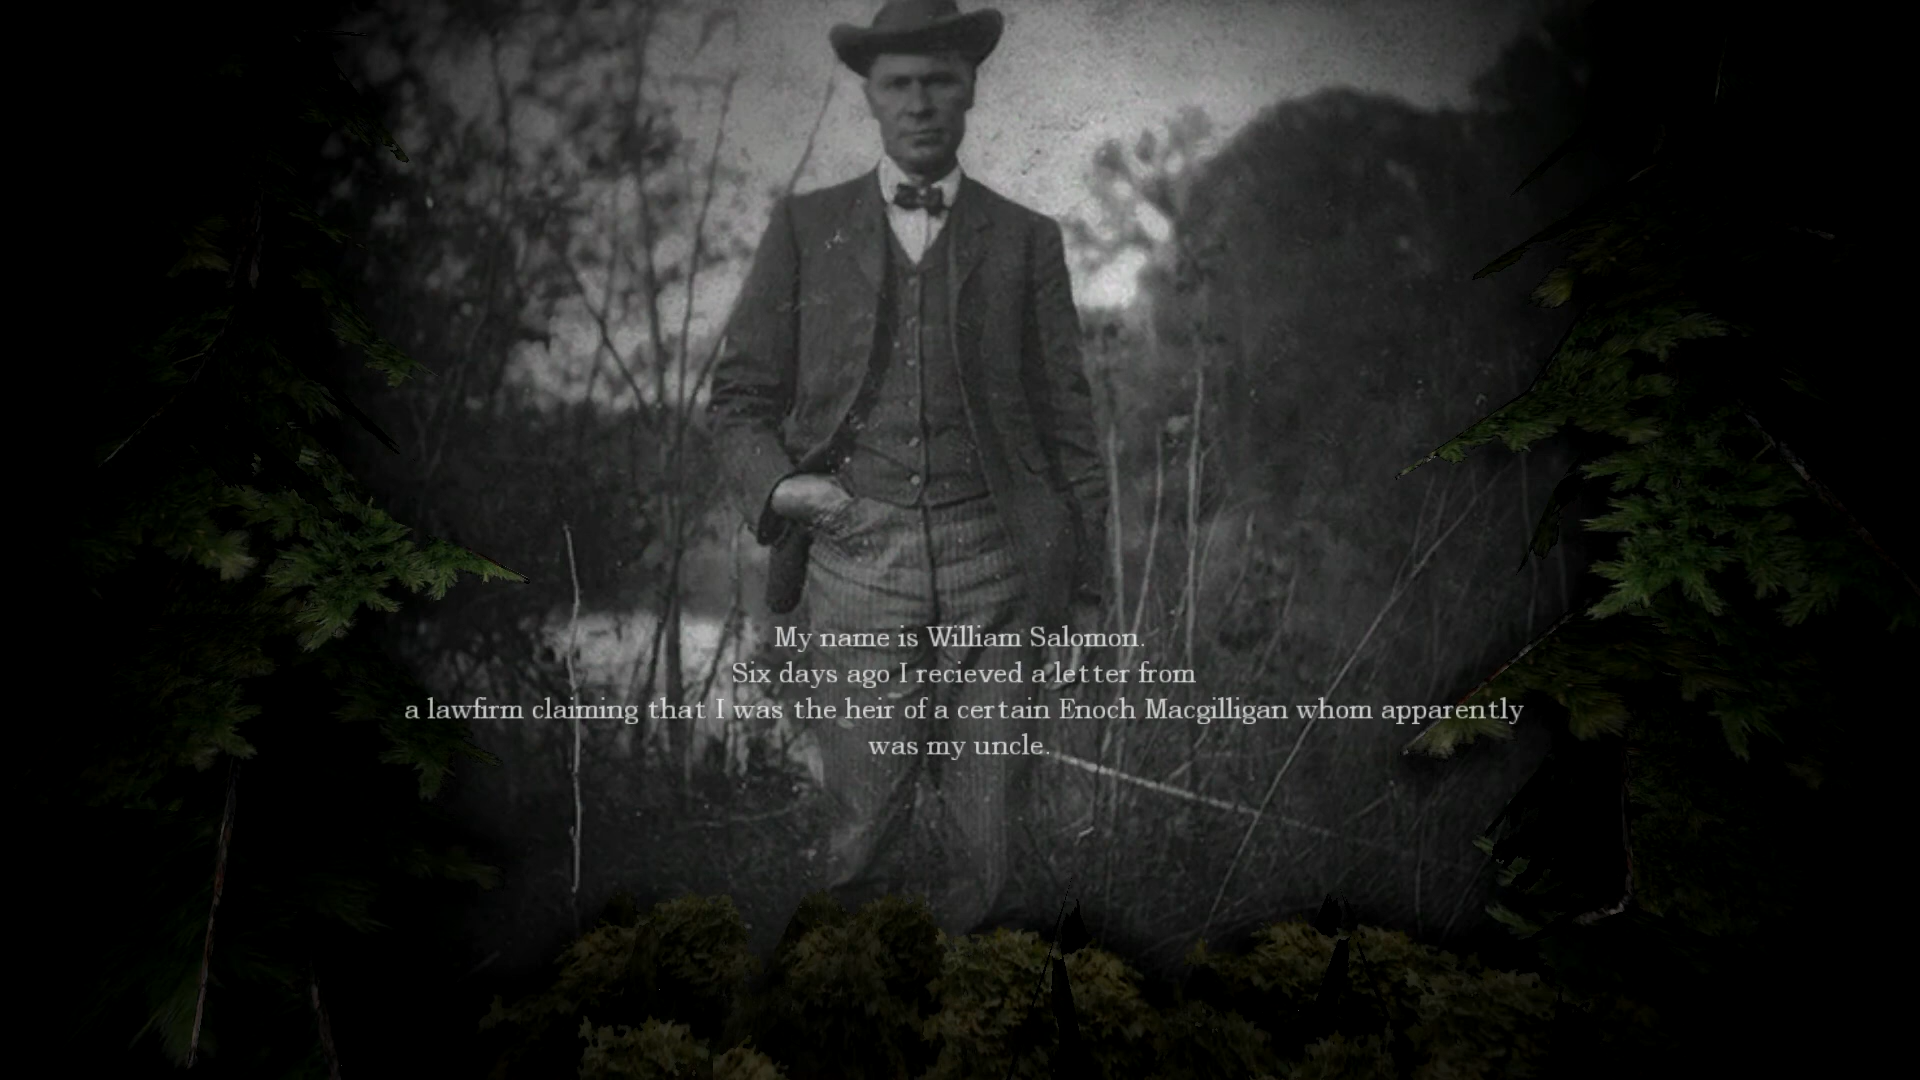 My name is William Salomon.
Six days ago I recieved a letter from
a lawfirm claiming that I was the heir of a certain Enoch Macgilligan whom apparently
was my uncle.